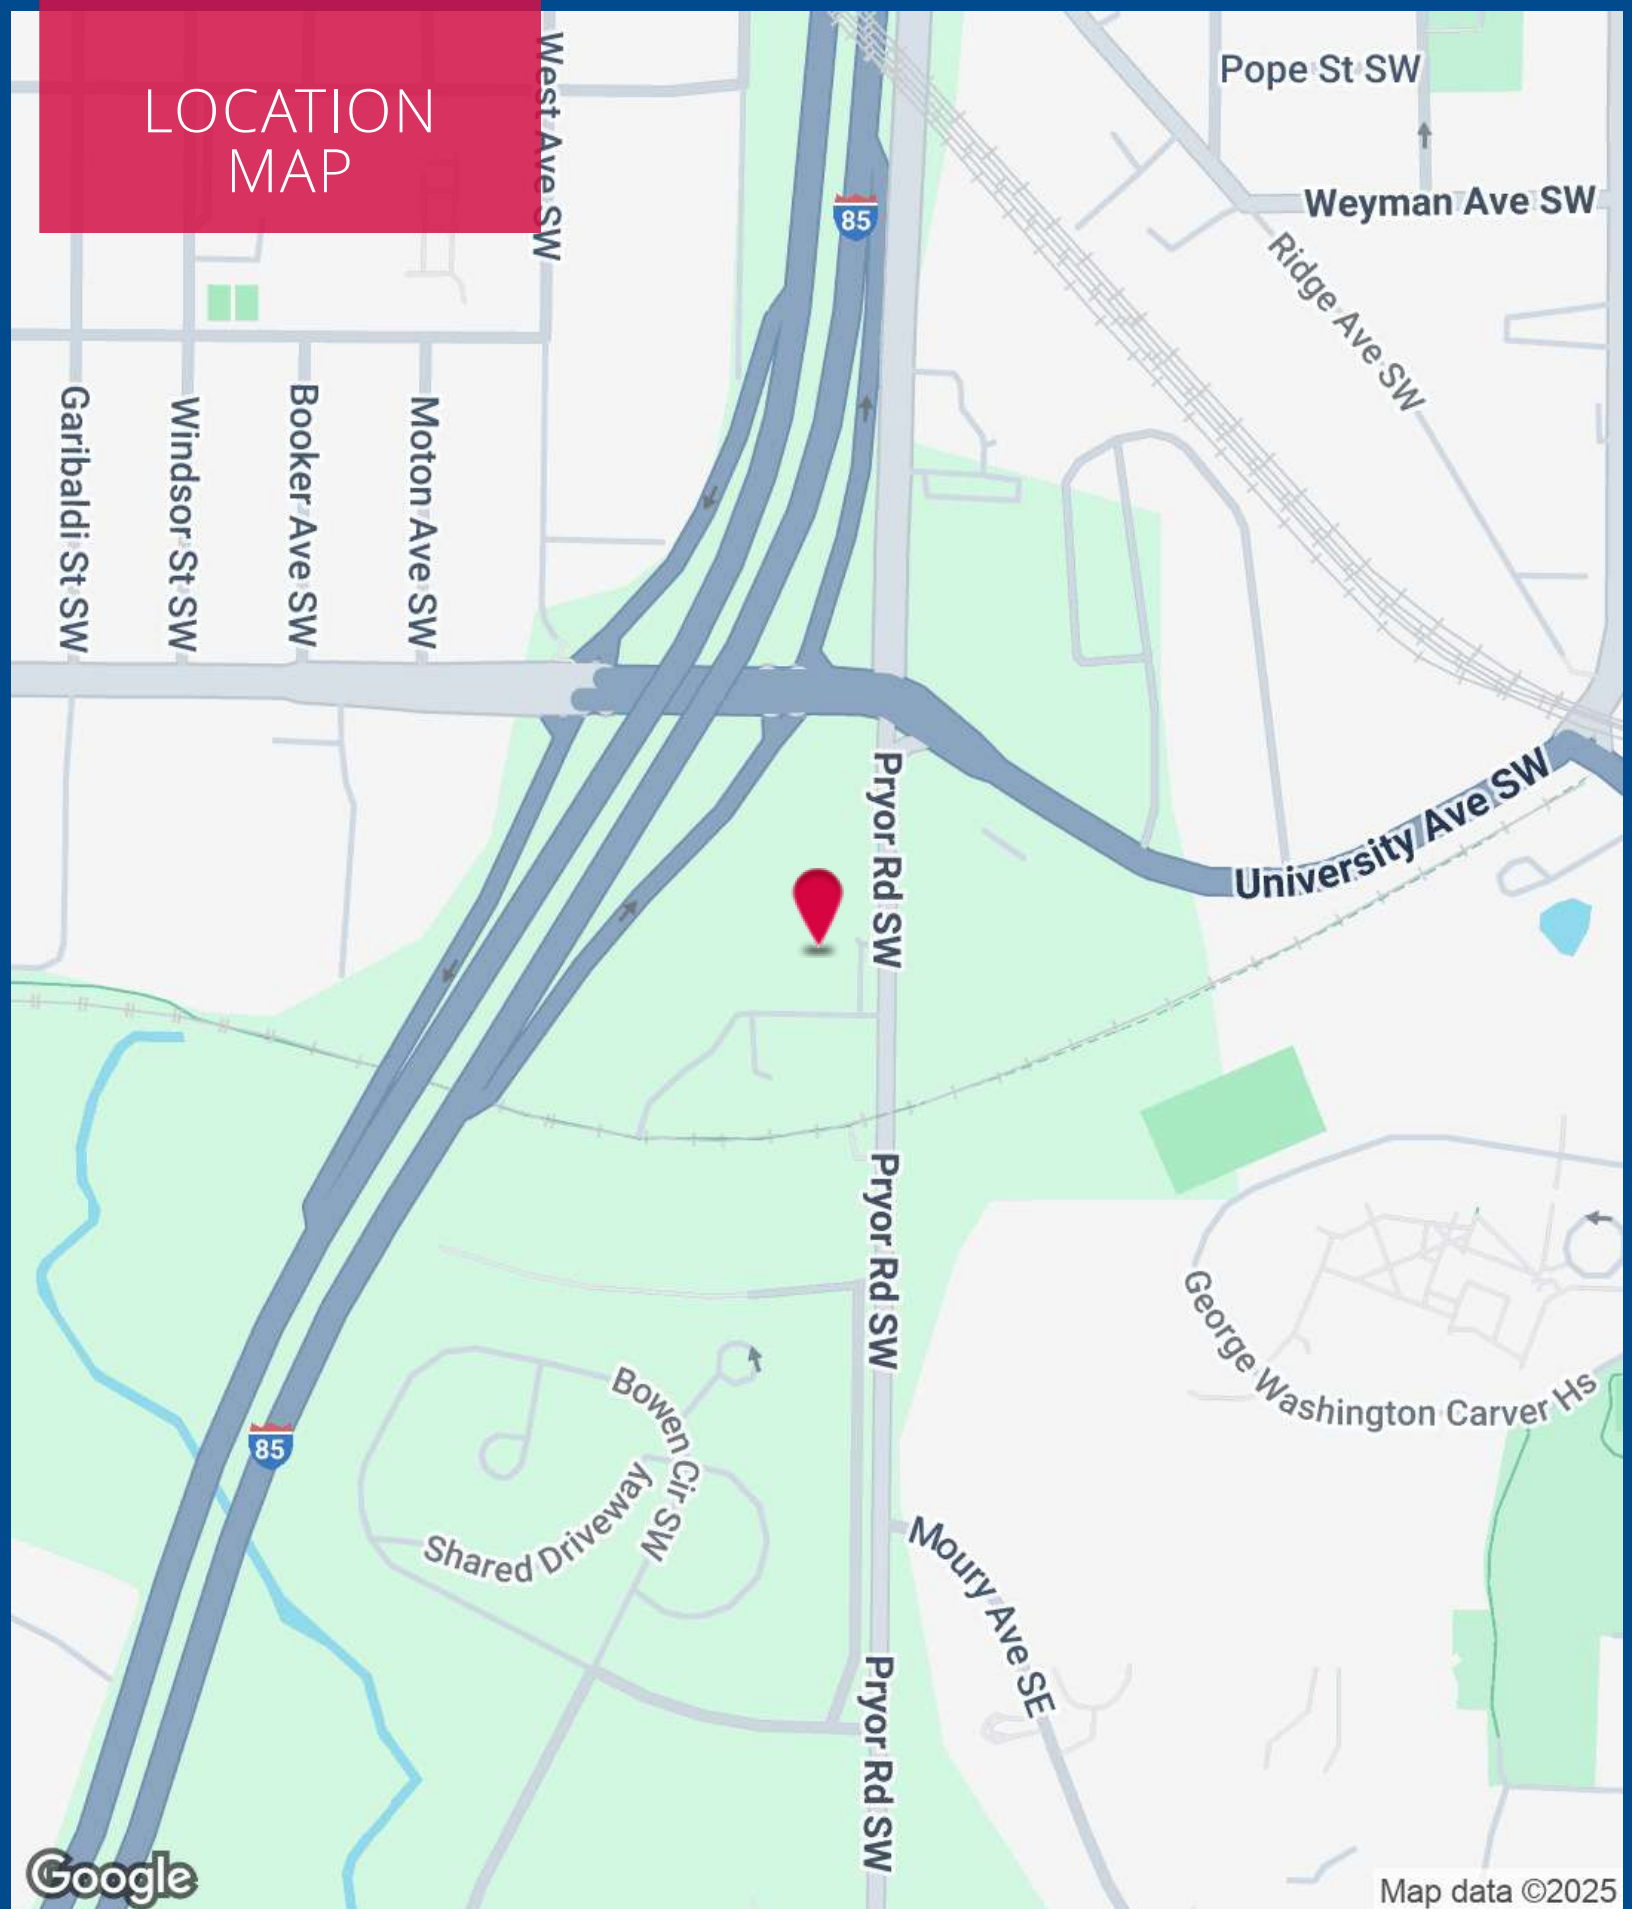 LOCATION
MAP
West Ave SW
Pope St SW
85
Weyman Ave SW
Ridge Ave SW
Garibaldi St SW
Windsor St SW
Booker Ave SW
Moton Ave SW
Pryor Rd SW
University Ave SW
Pryor Rd SW
George Washington Carver Hs
Bowen Cir SW
85
Shared Driveway
Moury Ave SE
Pryor Rd SW
Google
Map data ©2025